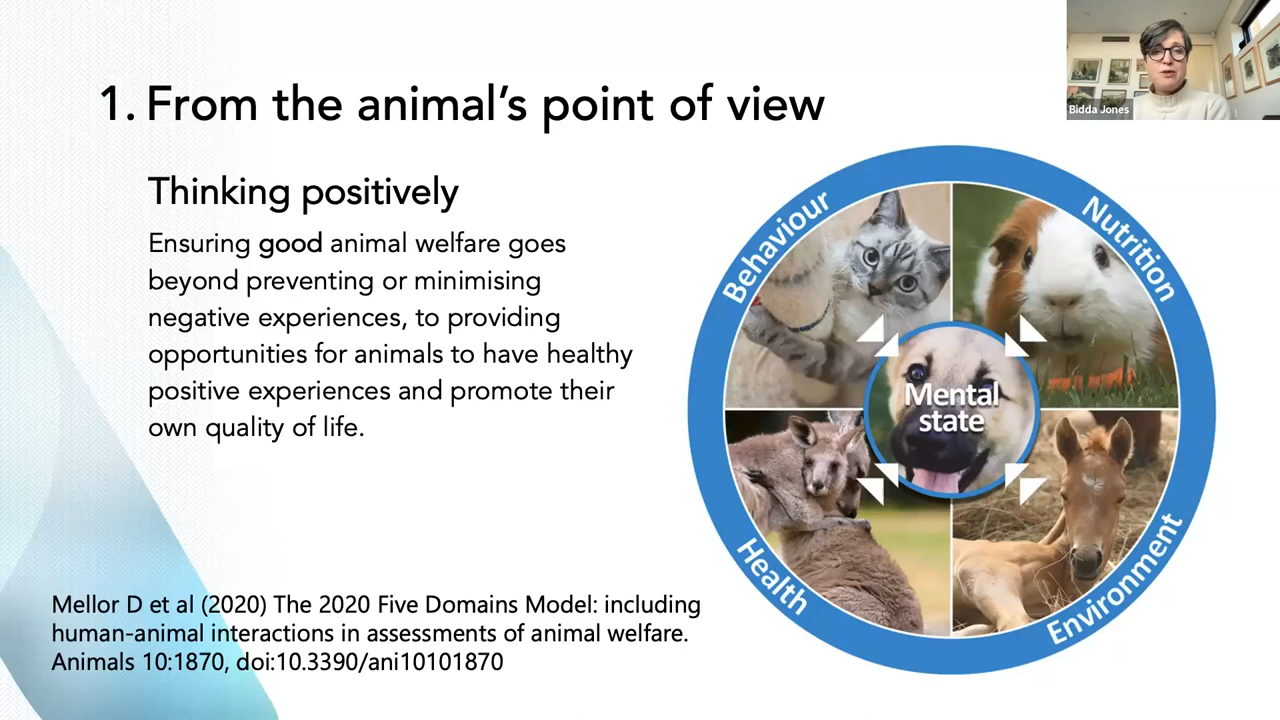 Bidda Jones
1. From the animal's point of view
Thinking positively
Ensuring good animal welfare goes
beyond preventing or minimising
negative experiences, to providing
opportunities for animals to have healthy
positive experiences and promote their
own quality of life.
Behaviour
Nutrition
Mental
state
Health
Environment
Mellor D et al (2020) The 2020 Five Domains Model: including
human-animal interactions in assessments of animal welfare.
Animals 10:1870, doi:10.3390/ani10101870